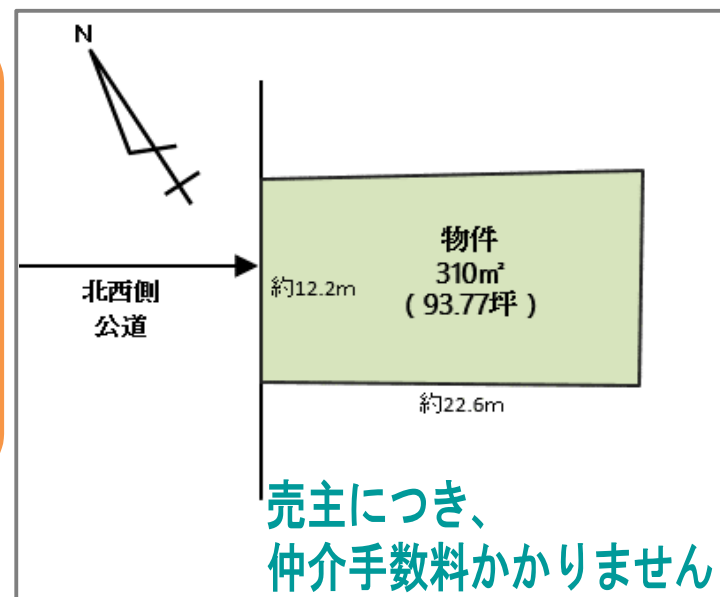 N
物件
310㎡
( 93.77坪 )
約12.2m
北西側
公道
約22.6m
売主につき、
仲介手数料かかりません